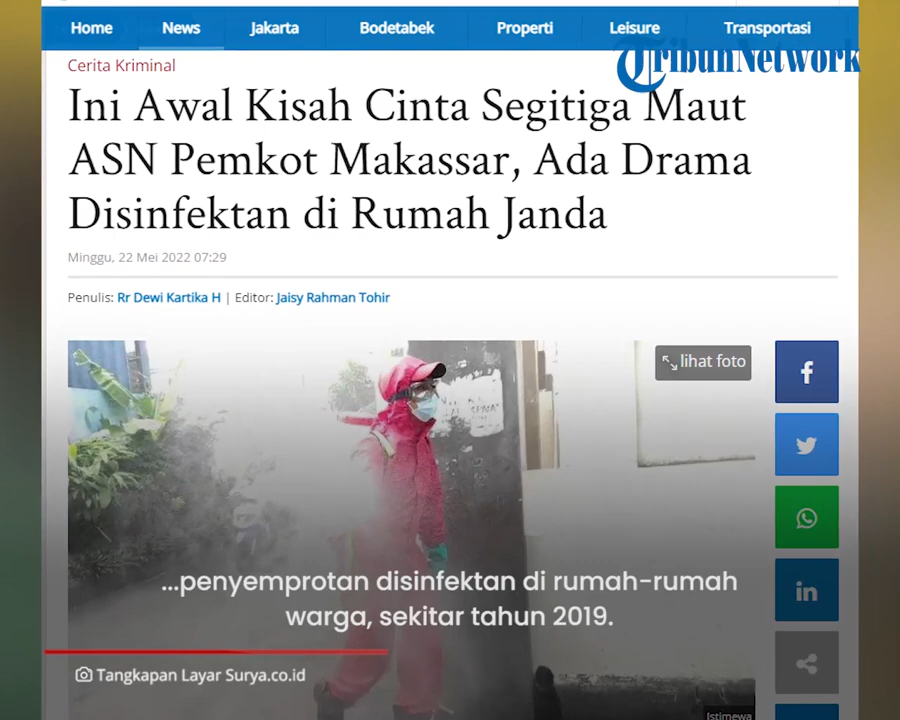 Home News Jakarta Bodetabek Properti Leisure Transportasi
TribunNetwork
Cerita Kriminal
Ini Awal Kisah Cinta Segitiga Maut
ASN Pemkot Makassar, Ada Drama
Disinfektan di Rumah Janda
Minggu, 22 Mei 2022 07:29
Penulis: Rr Dewi Kartika H | Editor: Jaisy Rahman Tohir
lihat foto
...penyemprotan disinfektan di rumah-rumah
warga, sekitar tahun 2019.
Tangkapan Layar Surya.co.id
Istimewa